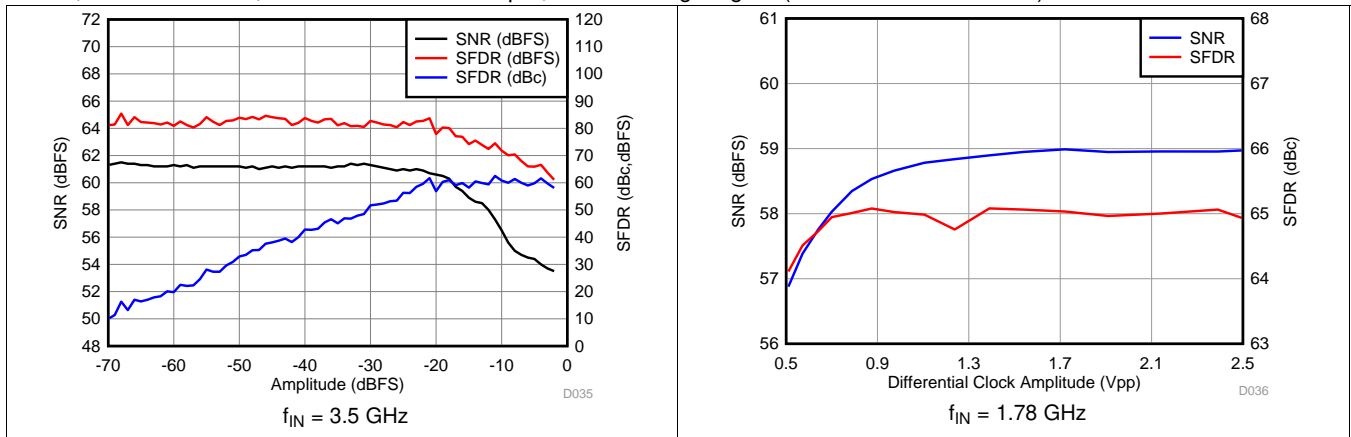 72
70
68
66
64
62
60
58
56
54
52
50
48
SNR (dBFS)
120
110
100
90
80
70
60
50
40
30
20
10
0
SFDR (dBc,dBFS)
SNR (dBFS)
SFDR (dBFS)
SFDR (dBc)
-70 -60 -50 -40 -30 -20 -10 0
Amplitude (dBFS)
D035
fIN = 3.5 GHz
61
60
59
58
57
56
SNR (dBFS)
68
67
66
65
64
63
SFDR (dBc)
SNR
SFDR
0.5 0.9 1.3 1.7 2.1 2.5
Differential Clock Amplitude (Vpp)
D036
fIN = 1.78 GHz